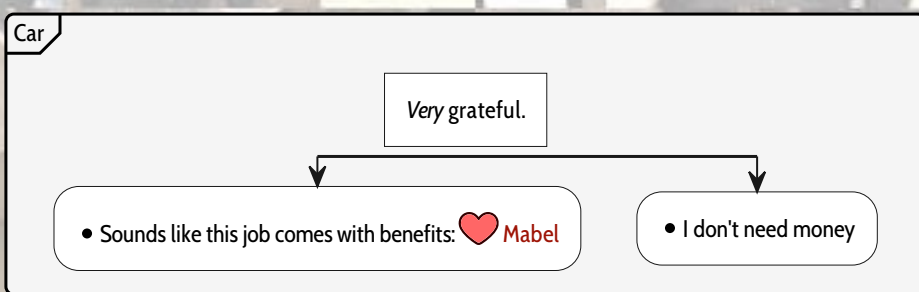 Car
Very grateful.
Sounds like this job comes with benefits: Mabel
I don't need money